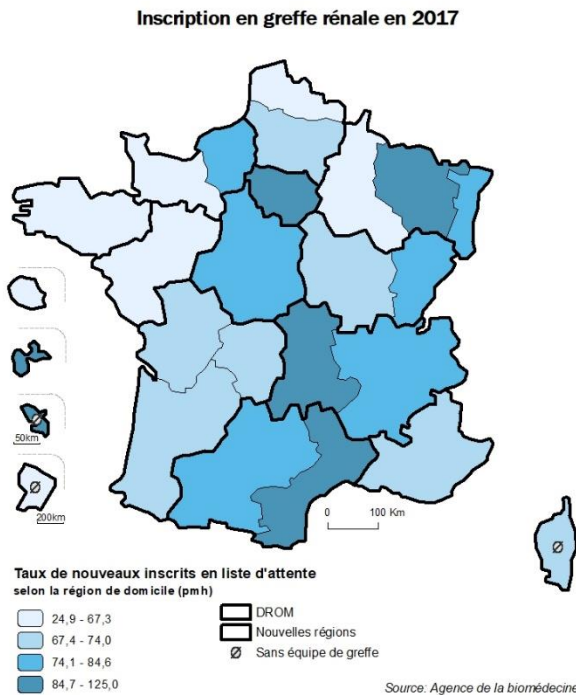 Inscription en greffe rénale en 2017
50km
200km
0 100 Km
Taux de nouveaux inscrits en liste d'attente
selon la région de domicile (pmh)
24,9 - 67,3
67,4 - 74,0
74,1 - 84,6
84,7 - 125,0
DROM
Nouvelles régions
Sans équipe de greffe
Source: Agence de la biomédecine